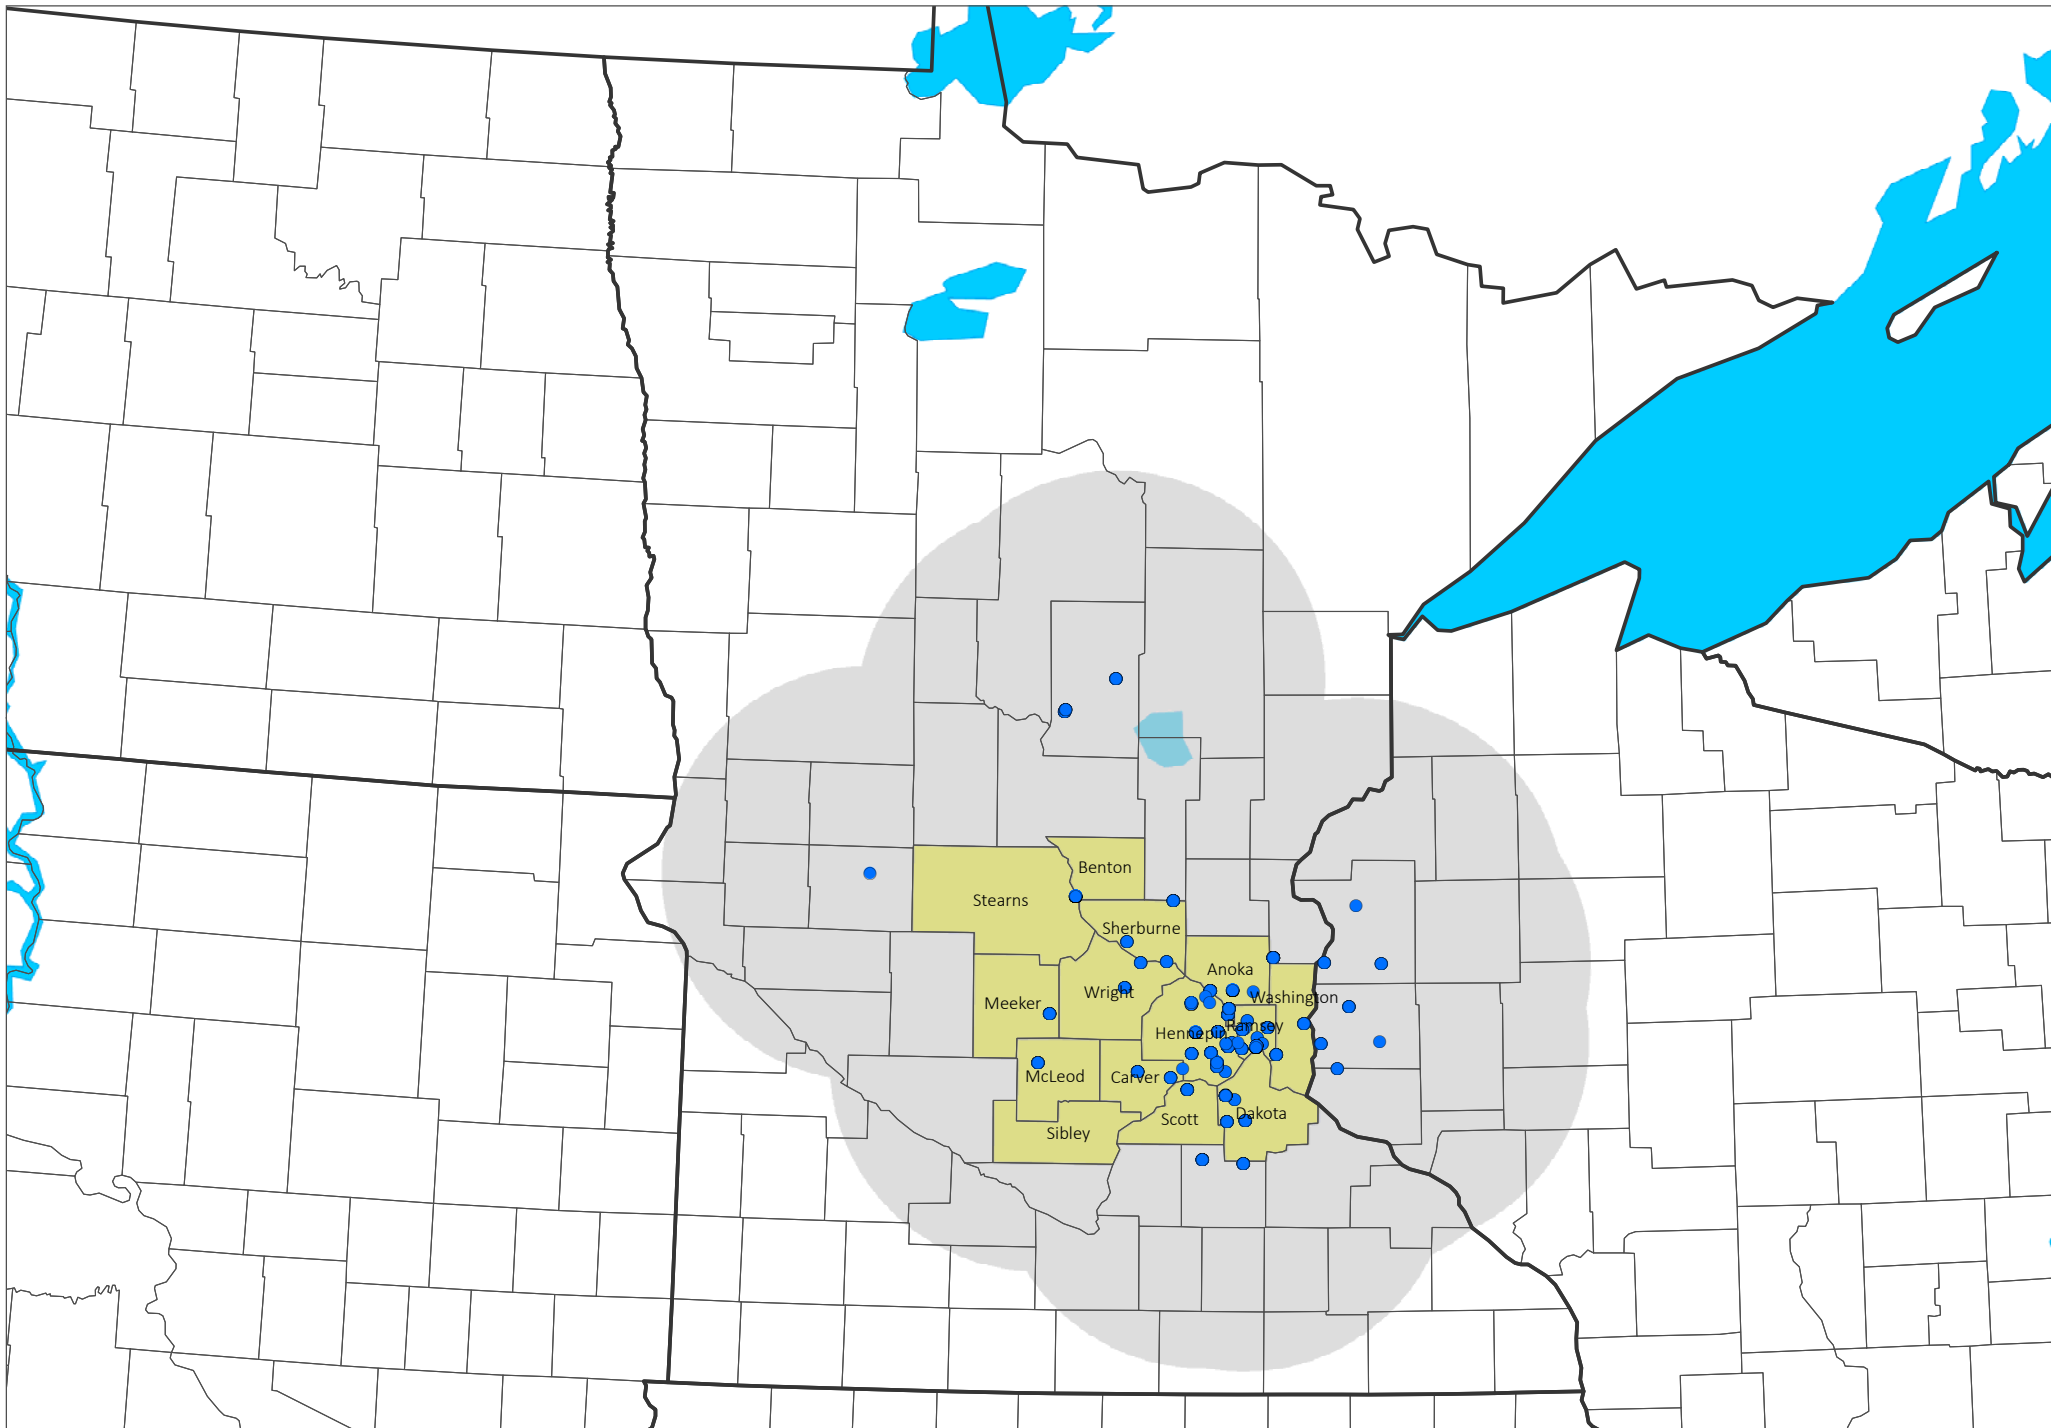 Benton
Stearns
Sherburne
Anoka
Wright
Washington
Meeker
Ramsey
Hennepin
McLeod
Carver
Dakota
Scott
Sibley